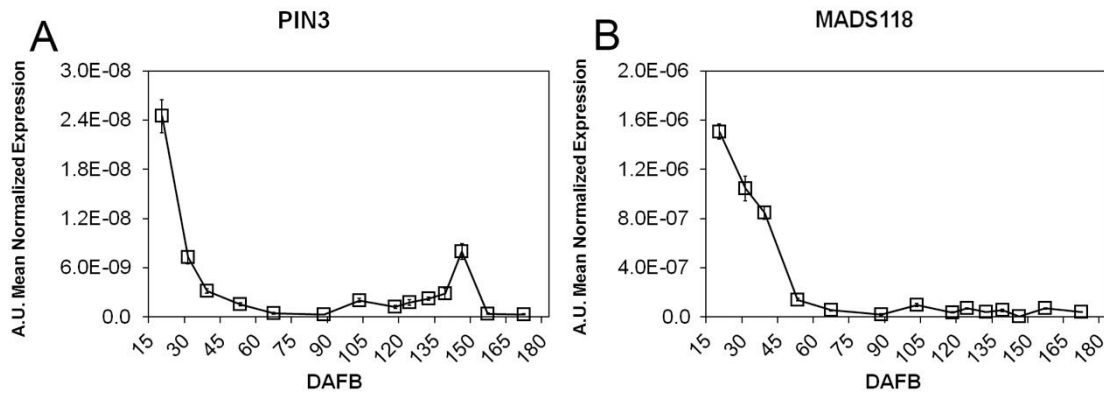 PIN3
A
A.U. Mean Normalized Expression
3.0E-08
2.4E-08
1.8E-08
1.2E-08
6.0E-09
0.0
15 30 45 60 75 90 105 120 135 150 165 180
DAFB
MADS118
B
A.U. Mean Normalized Expression
2.0E-06
1.6E-06
1.2E-06
8.0E-07
4.0E-07
0.0
15 30 45 60 75 90 105 120 135 150 165 180
DAFB